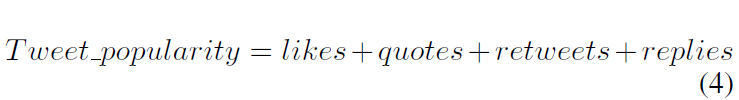 Tweet_popularity = likes+quotes+retweets+replies
(4)